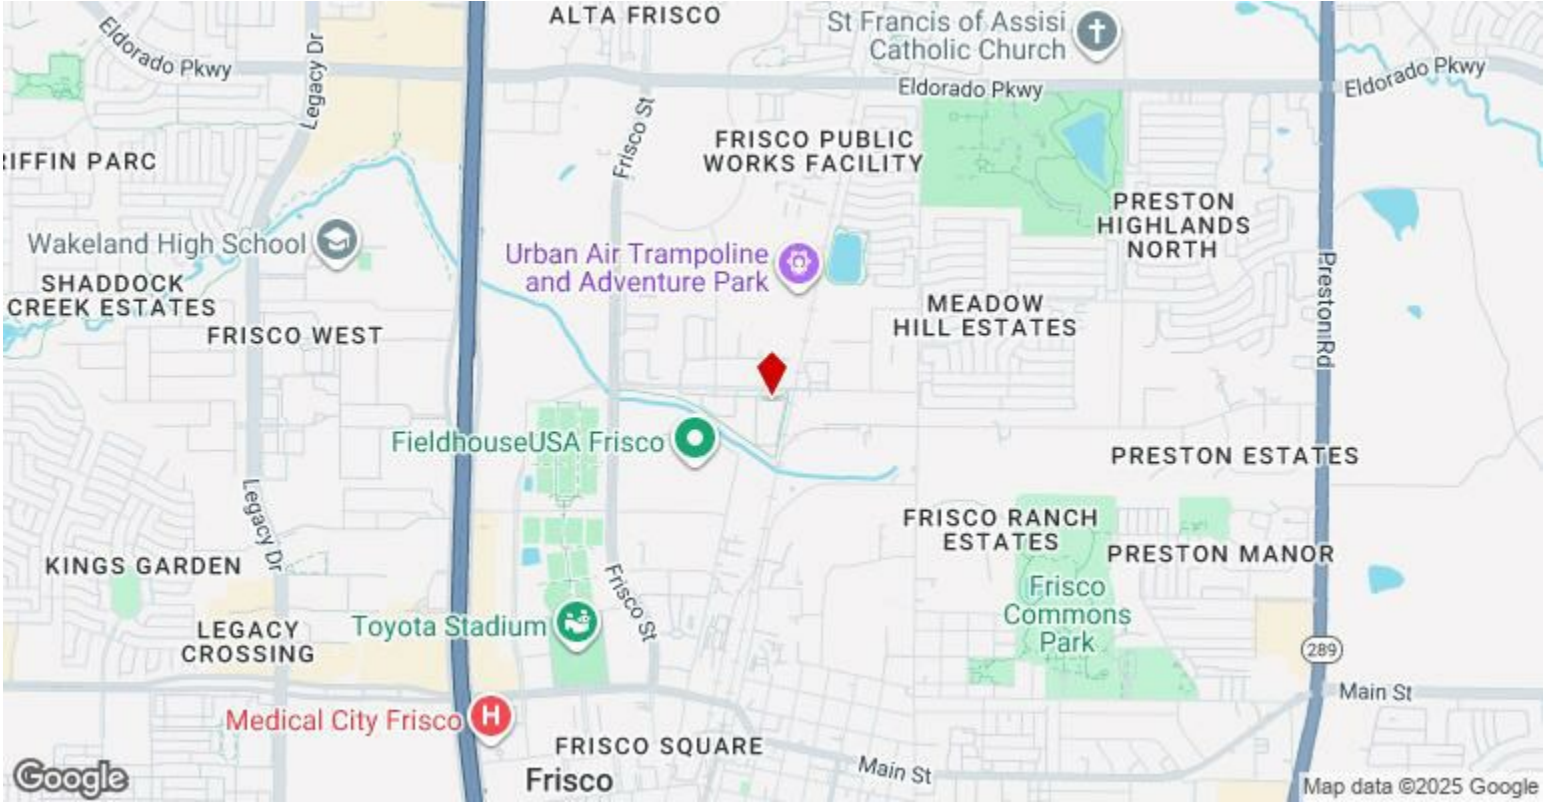 ALTA FRISCO
St Francis of Assisi
Catholic Church
Eldorado Pkwy
Legacy Dr
Eldorado Pkwy
Eldorado Pkwy
Frisco St
FRISCO PUBLIC
WORKS FACILITY
RIFFIN PARC
PRESTON
HIGHLANDS
NORTH
Wakeland High School
Urban Air Trampoline
and Adventure Park
SHADDOCK
CREEK ESTATES
Preston Rd
MEADOW
HILL ESTATES
FRISCO WEST
FieldhouseUSA Frisco
PRESTON ESTATES
Legacy Dr
FRISCO RANCH
ESTATES
PRESTON MANOR
KINGS GARDEN
Frisco St
Frisco
Commons
Park
Toyota Stadium
LEGACY
CROSSING
289
Main St
Medical City Frisco
H
FRISCO SQUARE
Main St
Frisco
Google
Map data ©2025 Google